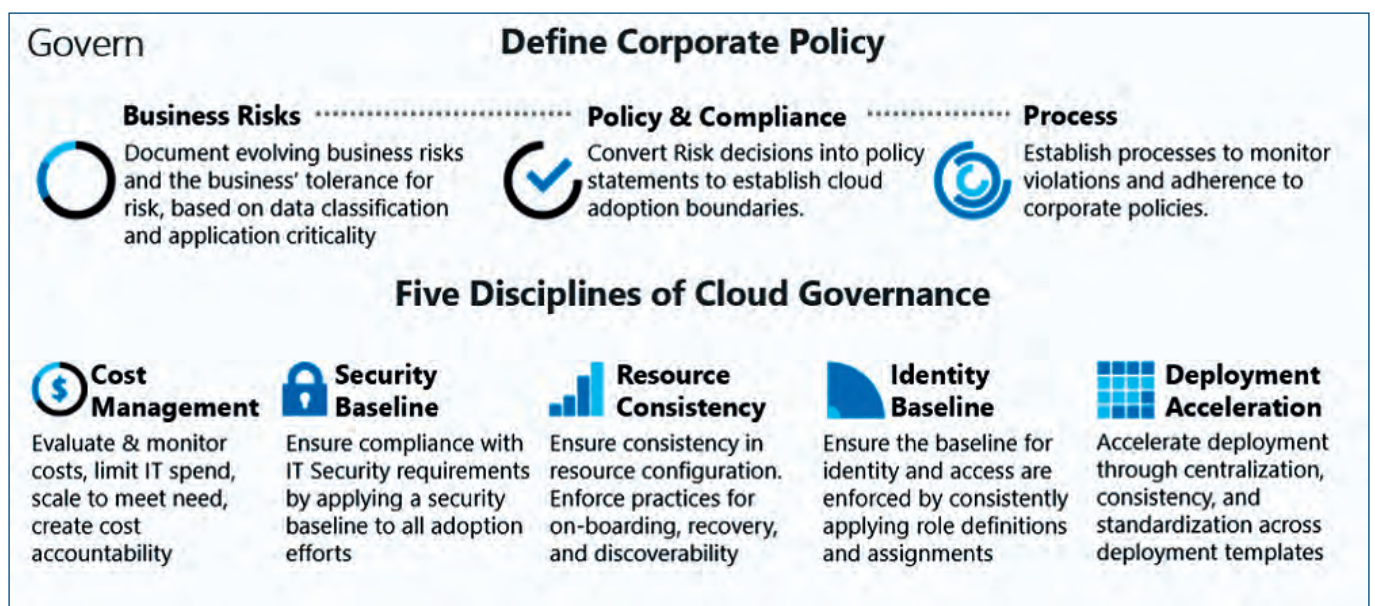 Govern
Define Corporate Policy
Business Risks
Document evolving business risks
and the business' tolerance for
risk, based on data classification
and application criticality
Policy & Compliance
Convert Risk decisions into policy
statements to establish cloud
adoption boundaries.
Process
Establish processes to monitor
violations and adherence to
corporate policies.
Five Disciplines of Cloud Governance
$
Cost
Management
Evaluate & monitor
costs, limit IT spend,
scale to meet need,
create cost
accountability
Security
Baseline
Ensure compliance with
IT Security requirements
by applying a security
baseline to all adoption
efforts
Resource
Consistency
Ensure consistency in
resource configuration.
Enforce practices for
on-boarding, recovery,
and discoverability
Identity
Baseline
Ensure the baseline for
identity and access are
enforced by consistently
applying role definitions
and assignments
Deployment
Acceleration
Accelerate deployment
through centralization,
consistency, and
standardization across
deployment templates